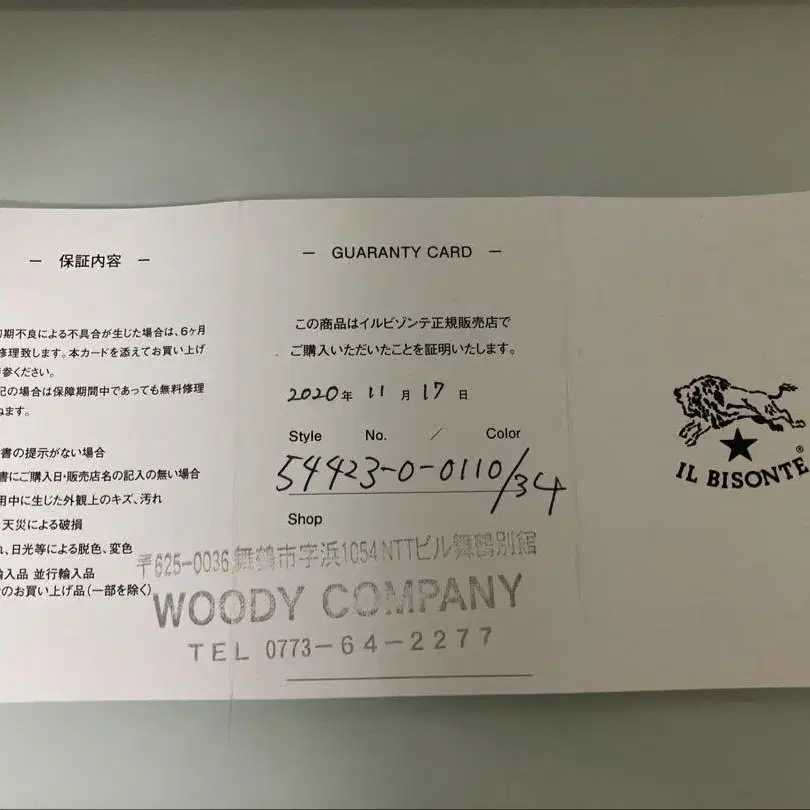 − 保証内容 −
期不良による不具合が生じた場合は、6ヶ月
修理致します。本カードを添えてお買い上げ
参ください。
記の場合は保障期間中であっても無料修理
ねます。
書の提示がない場合
書にご購入日・販売店名の記入の無い場合
用中に生じた外観上のキズ、汚れ
天災による破損
れ、日光等による脱色、変色
輸入品 並行輸入品
のお買い上げ品(一部を除く)
− GUARANTY CARD −
この商品はイルビゾンテ正規販売店で
ご購入いただいたことを証明いたします。
2020年 11月 17日
Style No. / Color
54423-0-0110/34
Shop
〒625-0036 舞鶴市字浜1054 NTTビル舞鶴別館
WOODY COMPANY
TEL 0773-64-2277
IL BISONTE®